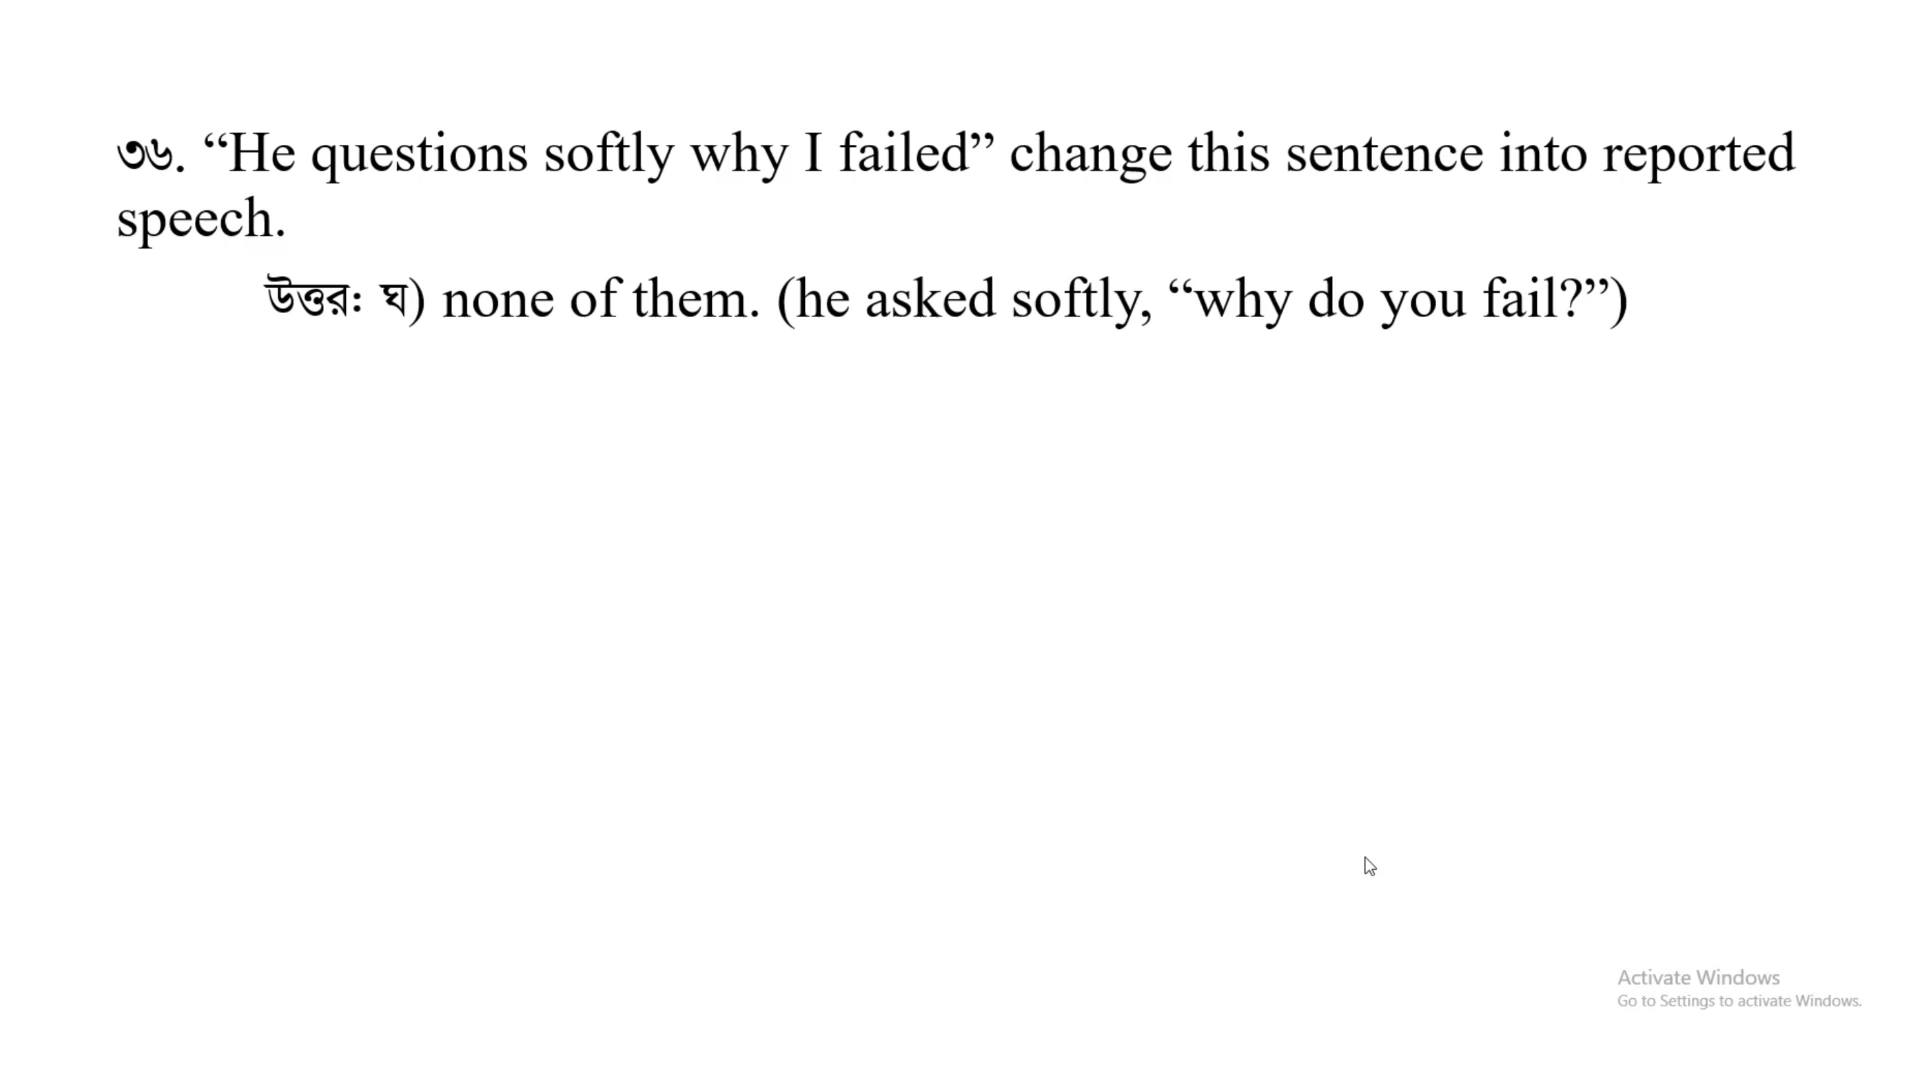 ৩৬. “He questions softly why I failed” change this sentence into reported
speech.
উত্তরঃ ঘ) none of them. (he asked softly, “why do you fail?”)
Activate Windows
Go to Settings to activate Windows.